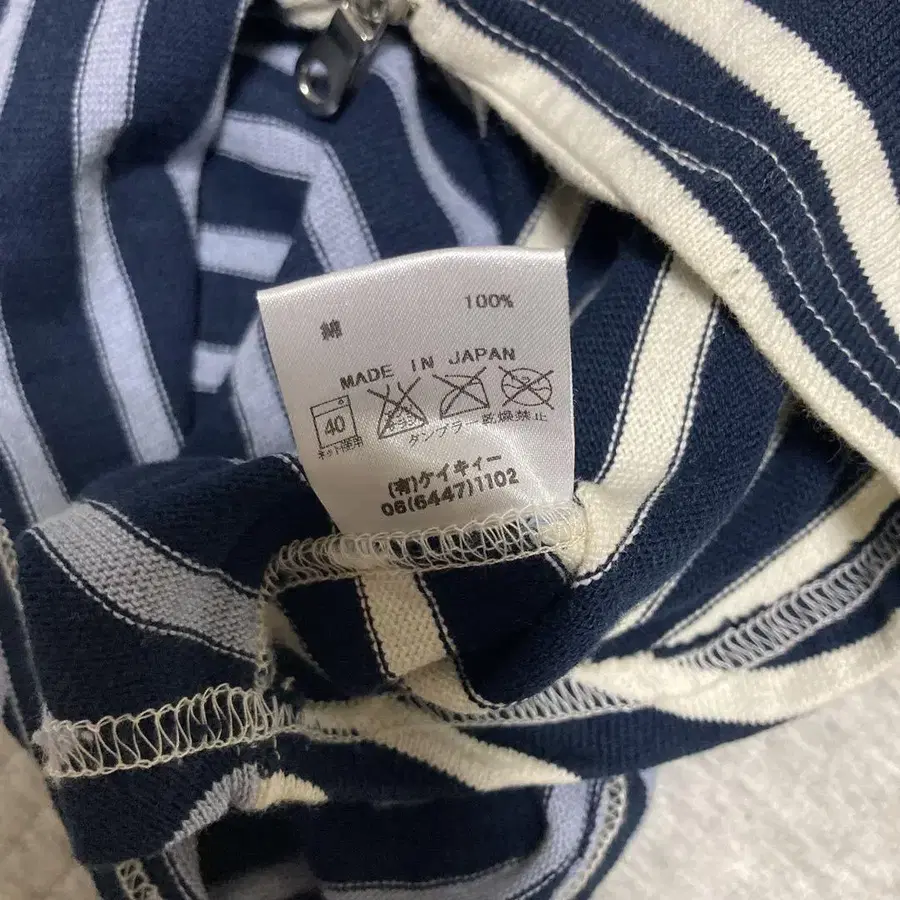 綿 100%
MADE IN JAPAN
40
ネット使用
タンブラー乾燥禁止
(有)ケイキィー
06(6447)1102